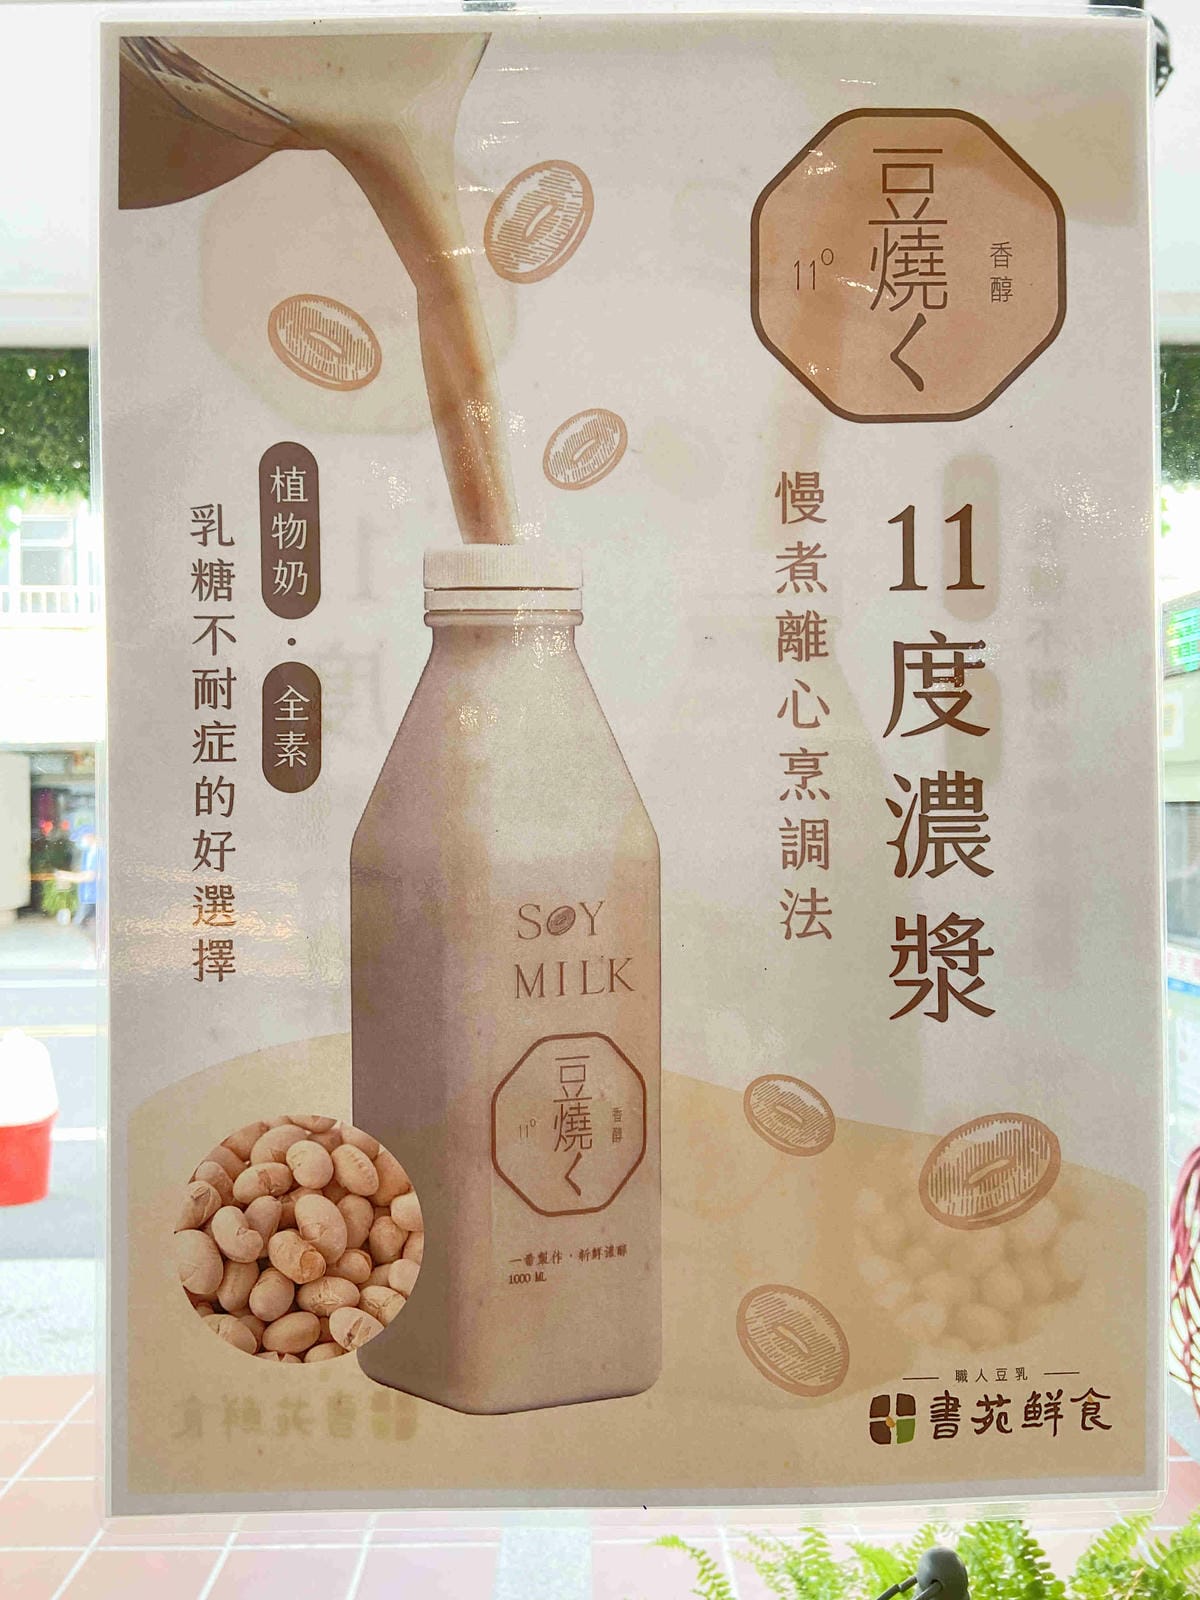 豆燒く
11°
香醇
11度濃漿
慢煮離心烹調法
植物奶・全素
乳糖不耐症的好選擇
SOY
MILK
豆燒く
11°
香醇
一番製作・新鮮濃醇
1000 ML
職人豆乳
書苑鮮食